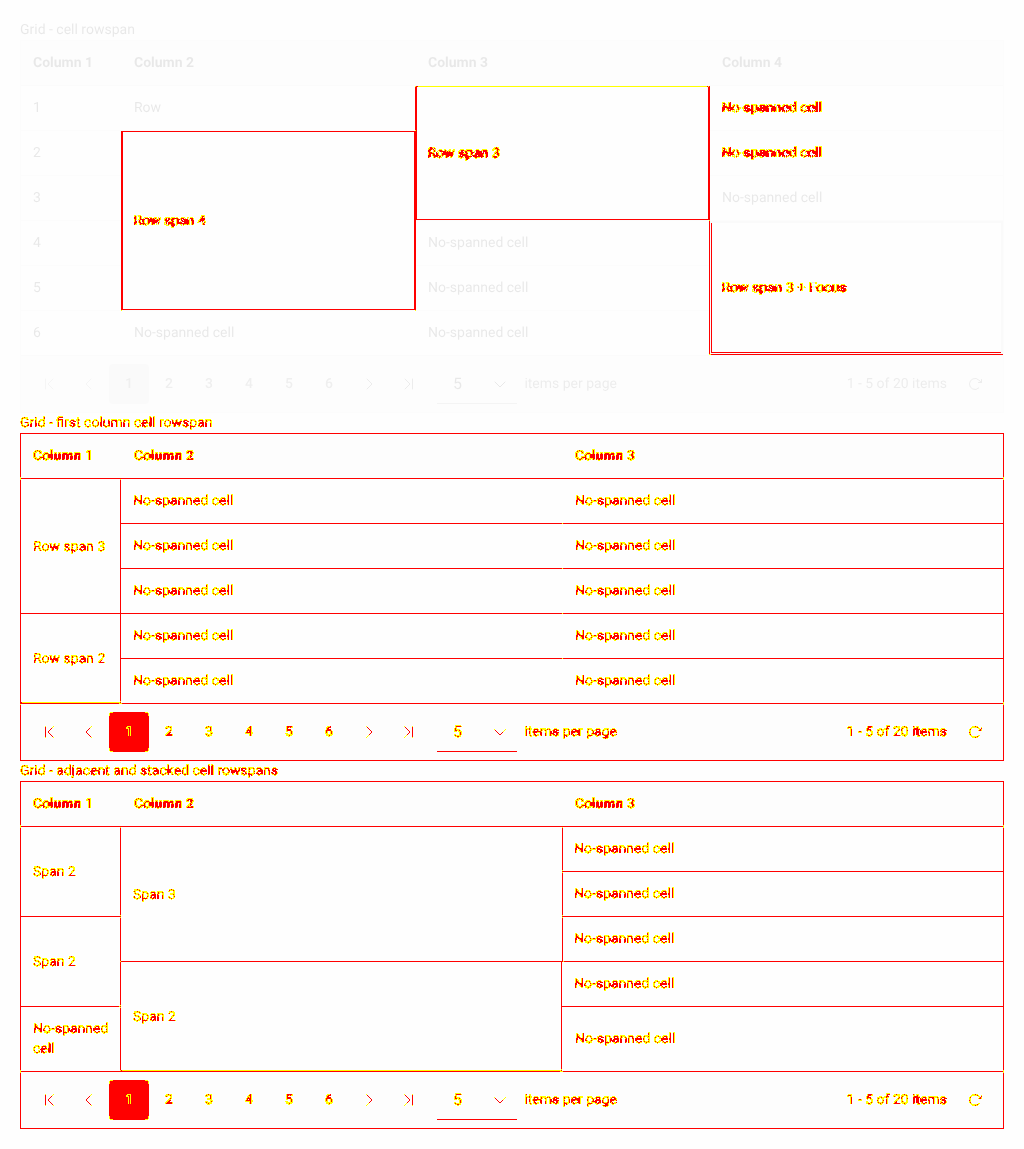 Grid - cell rowspan
Column 1 Column 2 Column 3 Column 4
1 Row No-spanned cell
2 Row span 3 No-spanned cell
3 No-spanned cell
Row span 4
4 No-spanned cell
5 No-spanned cell Row span 3 + Focus
6 No-spanned cell No-spanned cell
1 2 3 4 5 6 5 items per page 1 - 5 of 20 items
Grid - first column cell rowspan
Column 1 Column 2 Column 3
No-spanned cell No-spanned cell
Row span 3 No-spanned cell No-spanned cell
No-spanned cell No-spanned cell
No-spanned cell No-spanned cell
Row span 2
No-spanned cell No-spanned cell
1 2 3 4 5 6 5 items per page 1 - 5 of 20 items
Grid - adjacent and stacked cell rowspans
Column 1 Column 2 Column 3
No-spanned cell
Span 2
Span 3 No-spanned cell
No-spanned cell
Span 2
No-spanned cell
Span 2
No-spanned
cell
No-spanned cell
1 2 3 4 5 6 5 items per page 1 - 5 of 20 items